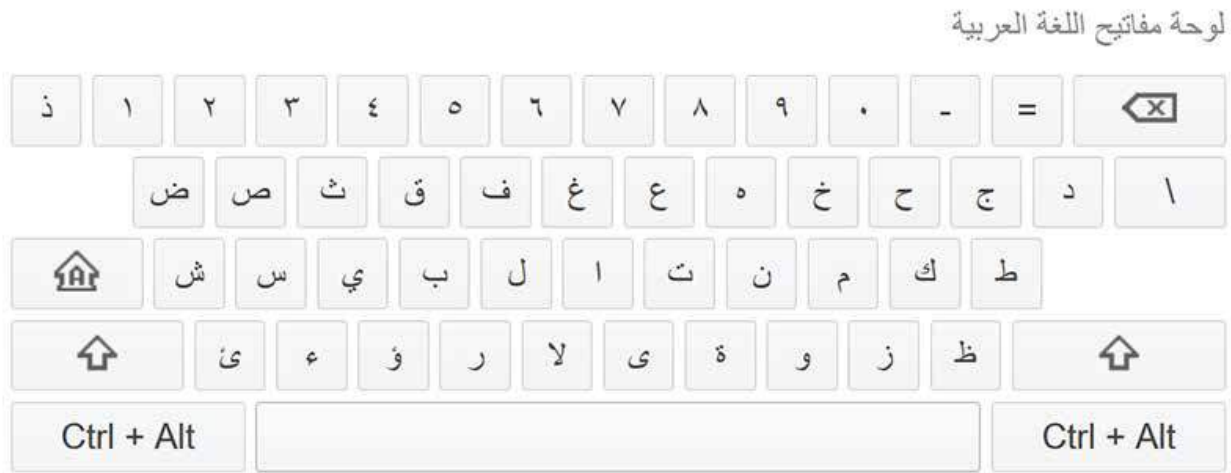 لوحة مفاتيح اللغة العربية
ذ ١ ٢ ٣ ٤ ٥ ٦ ٧ ٨ ٩ ٠ - =
ض ص ث ق ف غ ع ه خ ح ج د \
ش س ي ب ل ا ت ن م ك ط
ئ ء ؤ ر لا ى ة و ز ظ
Ctrl + Alt Ctrl + Alt